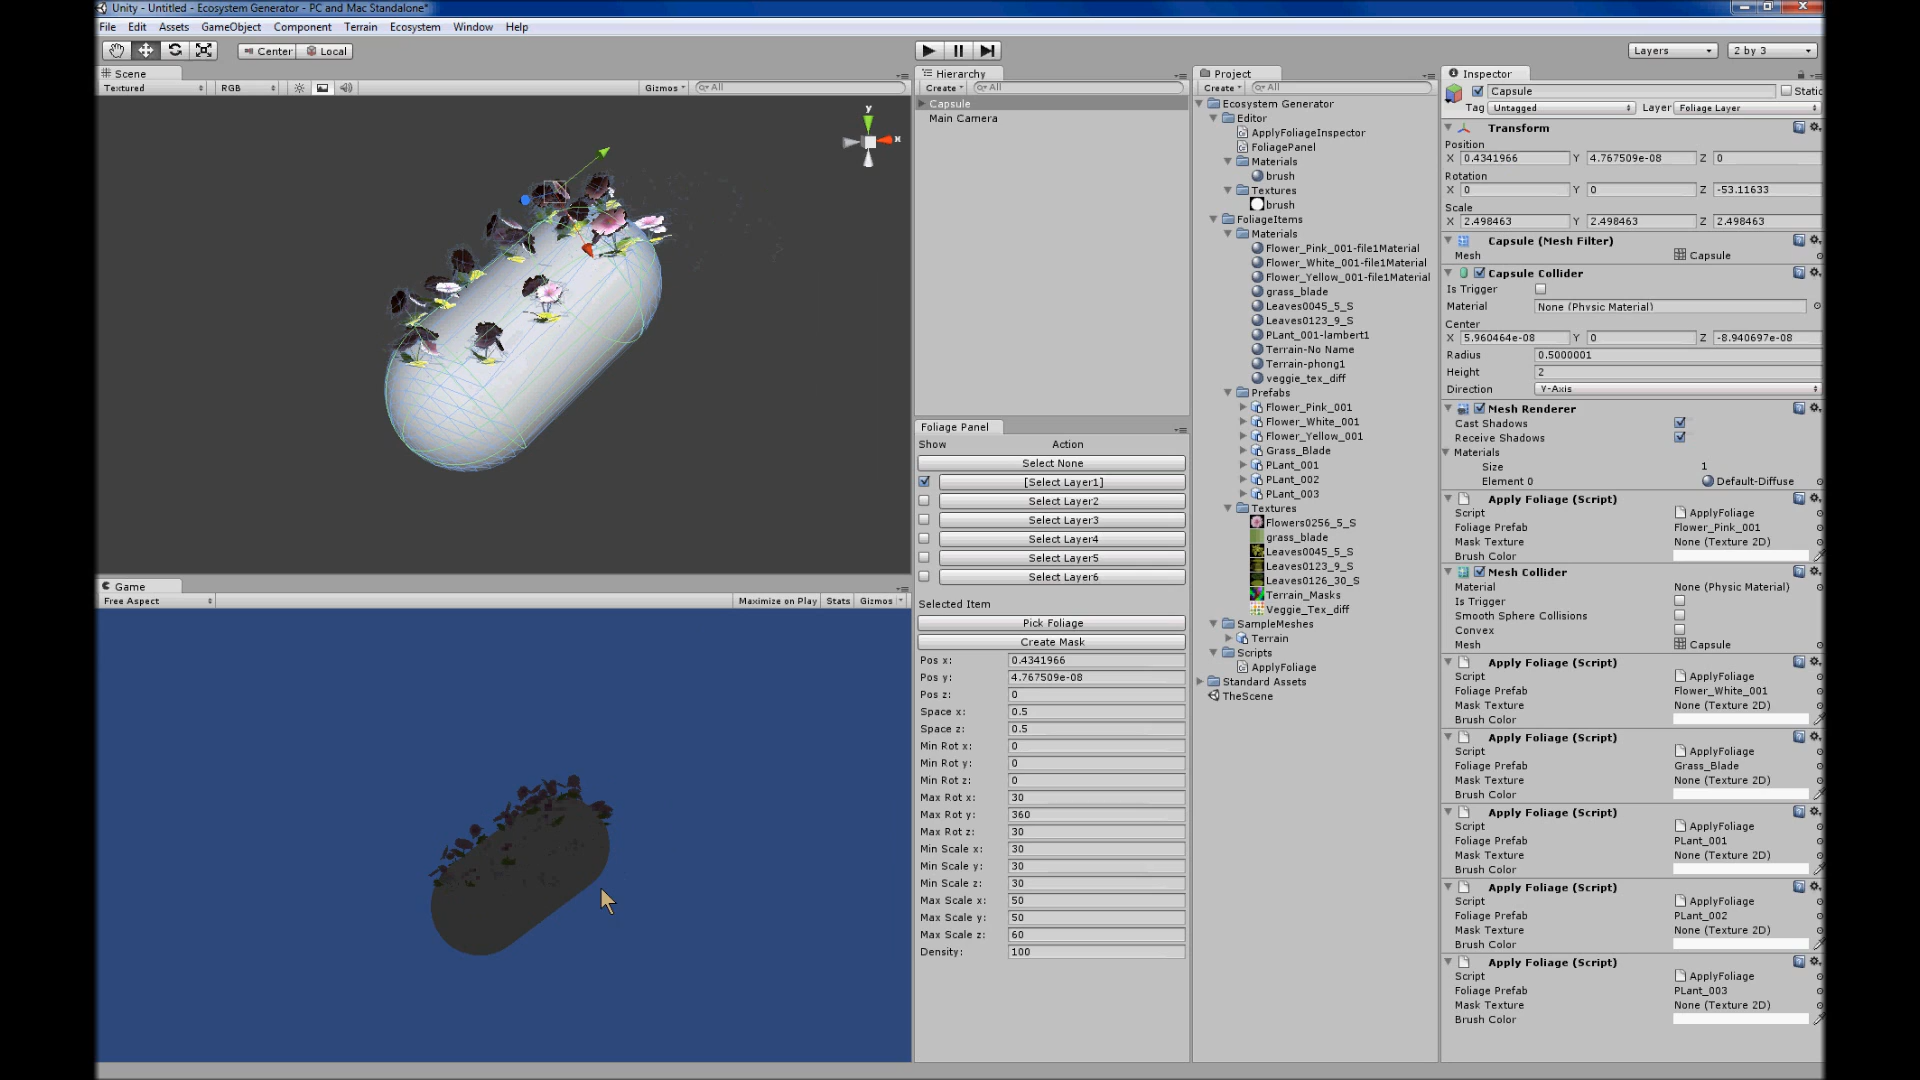 Unity - Untitled - Ecosystem Generator - PC and Mac Standalone*
File Edit Assets GameObject Component Terrain Ecosystem Window Help
Center Local
Layers 2 by 3
Scene
Textured RGB Gizmos All
y
x
Game
Free Aspect Maximize on Play Stats Gizmos
Hierarchy
Create All
Capsule
Main Camera
Foliage Panel
Show Action
Select None
[Select Layer1]
Select Layer2
Select Layer3
Select Layer4
Select Layer5
Select Layer6
Selected Item
Pick Foliage
Create Mask
Pos x: 0.4341966
Pos y: 4.767509e-08
Pos z: 0
Space x: 0.5
Space z: 0.5
Min Rot x: 0
Min Rot y: 0
Min Rot z: 0
Max Rot x: 30
Max Rot y: 360
Max Rot z: 30
Min Scale x: 30
Min Scale y: 30
Min Scale z: 30
Max Scale x: 50
Max Scale y: 50
Max Scale z: 60
Density: 100
Project
Create All
Ecosystem Generator
Editor
ApplyFoliageInspector
FoliagePanel
Materials
brush
Textures
brush
FoliageItems
Materials
Flower_Pink_001-file1Material
Flower_White_001-file1Material
Flower_Yellow_001-file1Material
grass_blade
Leaves0045_5_S
Leaves0123_9_S
PLant_001-lambert1
Terrain-No Name
Terrain-phong1
veggie_tex_diff
Prefabs
Flower_Pink_001
Flower_White_001
Flower_Yellow_001
Grass_Blade
PLant_001
PLant_002
PLant_003
Textures
Flowers0256_5_S
grass_blade
Leaves0045_5_S
Leaves0123_9_S
Leaves0126_30_S
Terrain_Masks
Veggie_Tex_diff
SampleMeshes
Terrain
Scripts
ApplyFoliage
Standard Assets
TheScene
Inspector
Capsule Static
Tag Untagged Layer Foliage Layer
Transform
Position
X 0.4341966 Y 4.767509e-08 Z 0
Rotation
X 0 Y 0 Z -53.11633
Scale
X 2.498463 Y 2.498463 Z 2.498463
Capsule (Mesh Filter)
Mesh Capsule
Capsule Collider
Is Trigger
Material None (Physic Material)
Center
X 5.960464e-08 Y 0 Z -8.940697e-08
Radius 0.5000001
Height 2
Direction Y-Axis
Mesh Renderer
Cast Shadows
Receive Shadows
Materials
Size 1
Element 0 Default-Diffuse
Apply Foliage (Script)
Script ApplyFoliage
Foliage Prefab Flower_Pink_001
Mask Texture None (Texture 2D)
Brush Color
Mesh Collider
Material None (Physic Material)
Is Trigger
Smooth Sphere Collisions
Convex
Mesh Capsule
Apply Foliage (Script)
Script ApplyFoliage
Foliage Prefab Flower_White_001
Mask Texture None (Texture 2D)
Brush Color
Apply Foliage (Script)
Script ApplyFoliage
Foliage Prefab Grass_Blade
Mask Texture None (Texture 2D)
Brush Color
Apply Foliage (Script)
Script ApplyFoliage
Foliage Prefab PLant_001
Mask Texture None (Texture 2D)
Brush Color
Apply Foliage (Script)
Script ApplyFoliage
Foliage Prefab PLant_002
Mask Texture None (Texture 2D)
Brush Color
Apply Foliage (Script)
Script ApplyFoliage
Foliage Prefab PLant_003
Mask Texture None (Texture 2D)
Brush Color